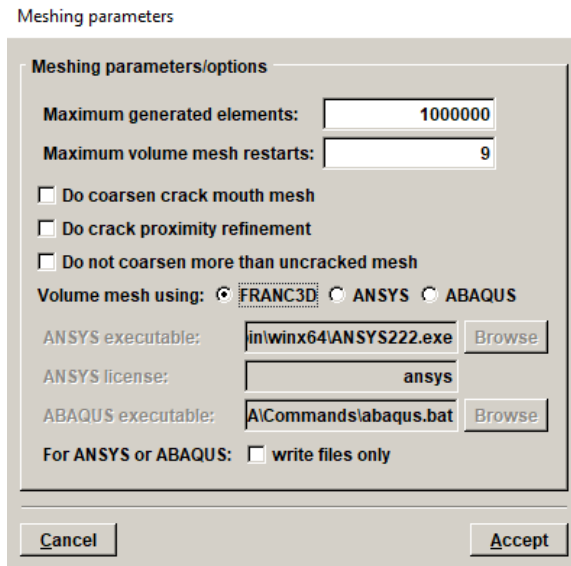 Meshing parameters
Meshing parameters/options
Maximum generated elements: 1000000
Maximum volume mesh restarts: 9
Do coarsen crack mouth mesh
Do crack proximity refinement
Do not coarsen more than uncracked mesh
Volume mesh using: FRANC3D ANSYS ABAQUS
ANSYS executable: in\winx64\ANSYS222.exe Browse
ANSYS license: ansys
ABAQUS executable: A\Commands\abaqus.bat Browse
For ANSYS or ABAQUS: write files only
Cancel Accept